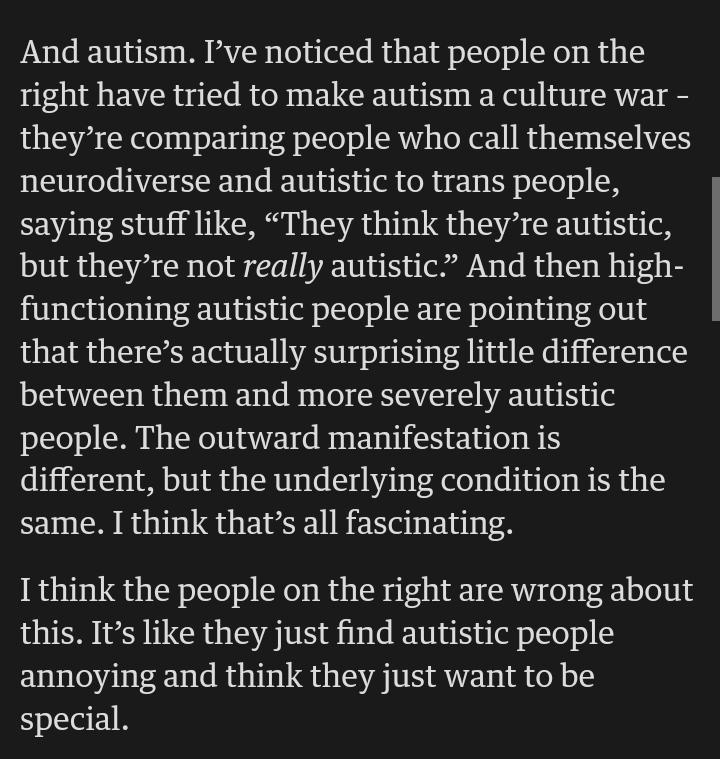 And autism. I’ve noticed that people on the
right have tried to make autism a culture war –
they’re comparing people who call themselves
neurodiverse and autistic to trans people,
saying stuff like, “They think they’re autistic,
but they’re not really autistic.” And then high-
functioning autistic people are pointing out
that there’s actually surprising little difference
between them and more severely autistic
people. The outward manifestation is
different, but the underlying condition is the
same. I think that’s all fascinating.
I think the people on the right are wrong about
this. It’s like they just find autistic people
annoying and think they just want to be
special.